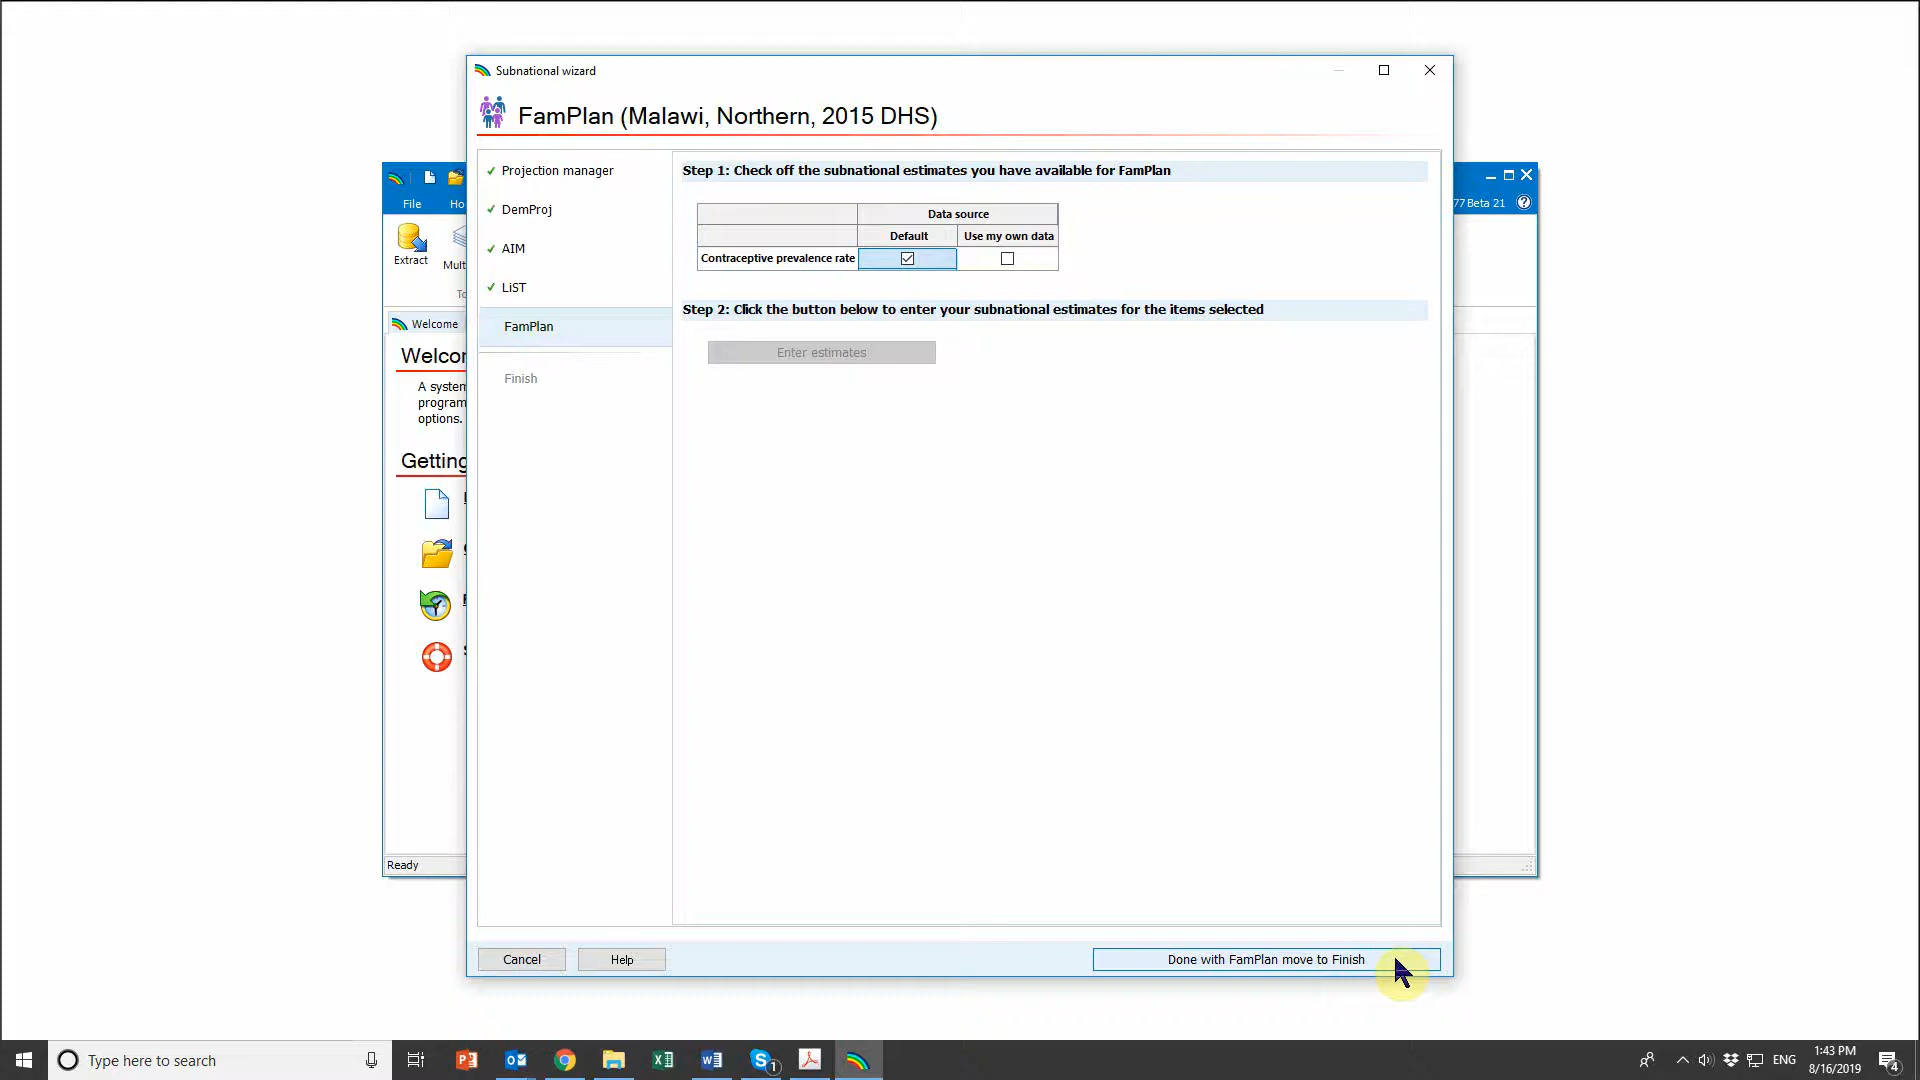 Subnational wizard
FamPlan (Malawi, Northern, 2015 DHS)
Projection manager
DemProj
AIM
LiST
FamPlan
Finish
Step 1: Check off the subnational estimates you have available for FamPlan
Data source
Default
Use my own data
Contraceptive prevalence rate
Step 2: Click the button below to enter your subnational estimates for the items selected
Enter estimates
Cancel
Help
Done with FamPlan move to Finish
File
77 Beta 21
Extract
Welcome
A system
options.
Getting
Ready
Type here to search
1
ENG
1:43 PM
8/16/2019
4